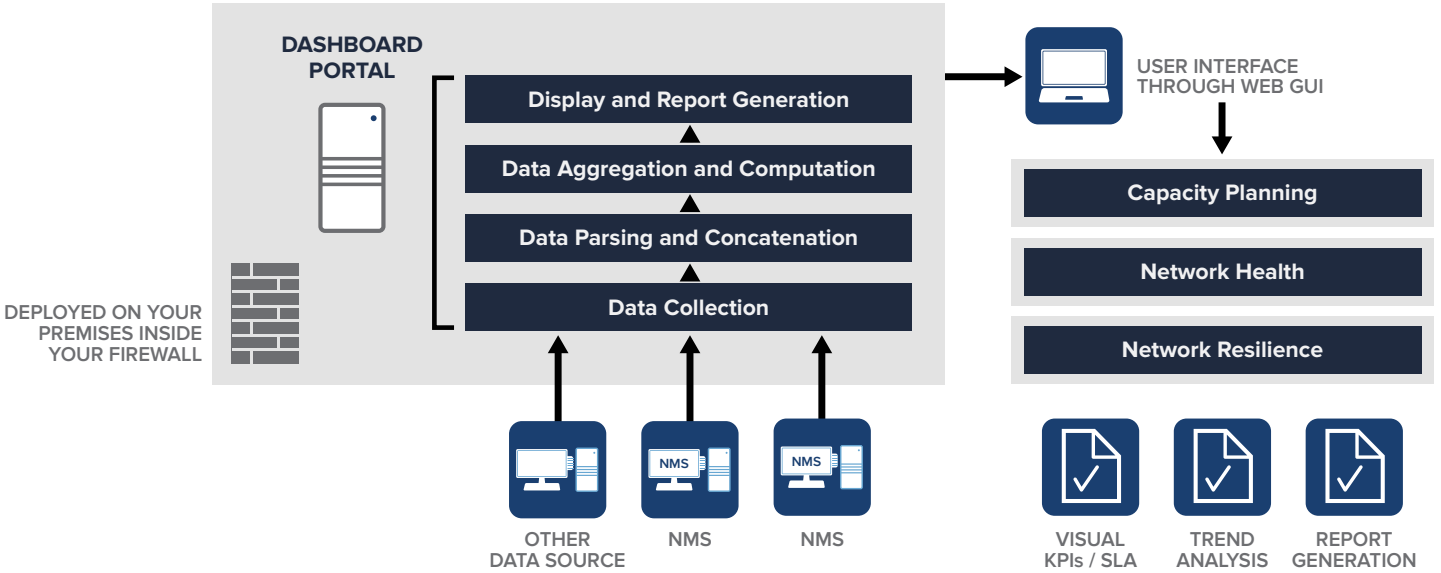 DASHBOARD
PORTAL
Display and Report Generation
Data Aggregation and Computation
Data Parsing and Concatenation
Data Collection
DEPLOYED ON YOUR
PREMISES INSIDE
YOUR FIREWALL
NMS
NMS
OTHER
DATA SOURCE
NMS
NMS
USER INTERFACE
THROUGH WEB GUI
Capacity Planning
Network Health
Network Resilience
VISUAL
KPIs / SLA
TREND
ANALYSIS
REPORT
GENERATION